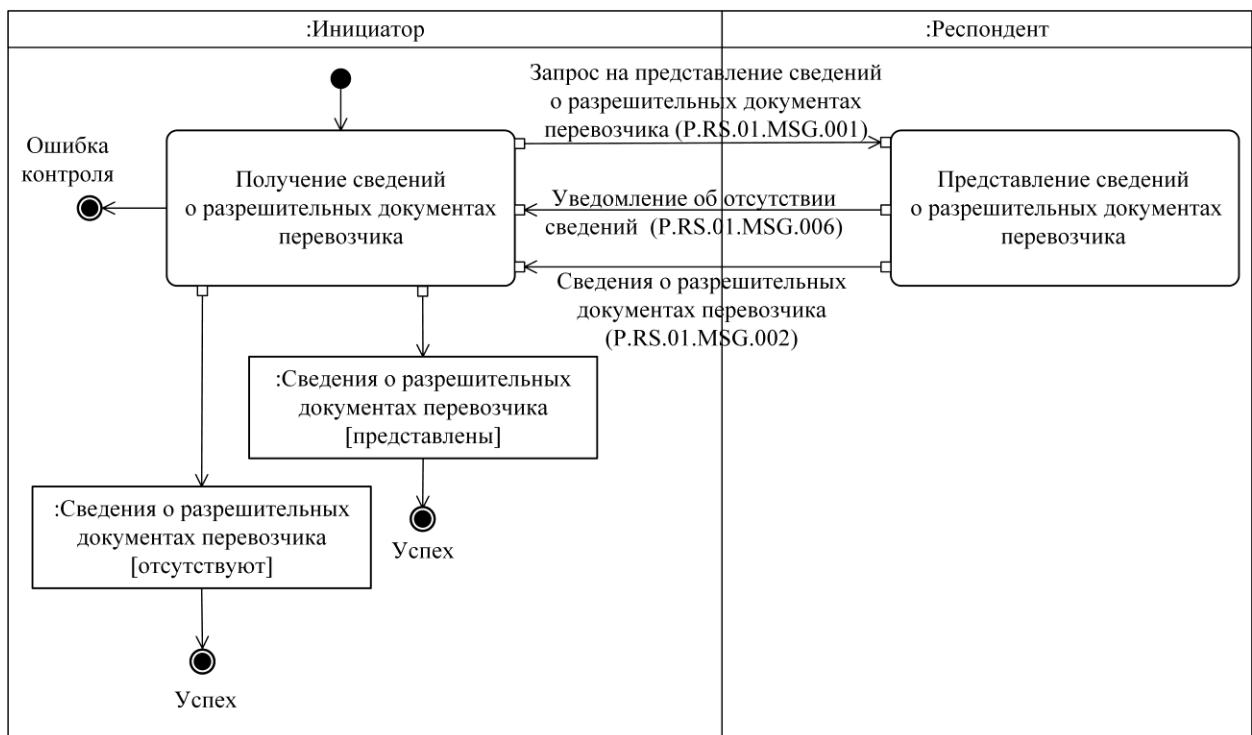 :Инициатор
:Респондент
Запрос на представление сведений
о разрешительных документах
перевозчика (P.RS.01.MSG.001)
Ошибка
контроля
Получение сведений
о разрешительных документах
перевозчика
Уведомление об отсутствии
сведений (P.RS.01.MSG.006)
Представление сведений
о разрешительных документах
перевозчика
Сведения о разрешительных
документах перевозчика
(P.RS.01.MSG.002)
:Сведения о разрешительных
документах перевозчика
[представлены]
:Сведения о разрешительных
документах перевозчика
[отсутствуют]
Успех
Успех